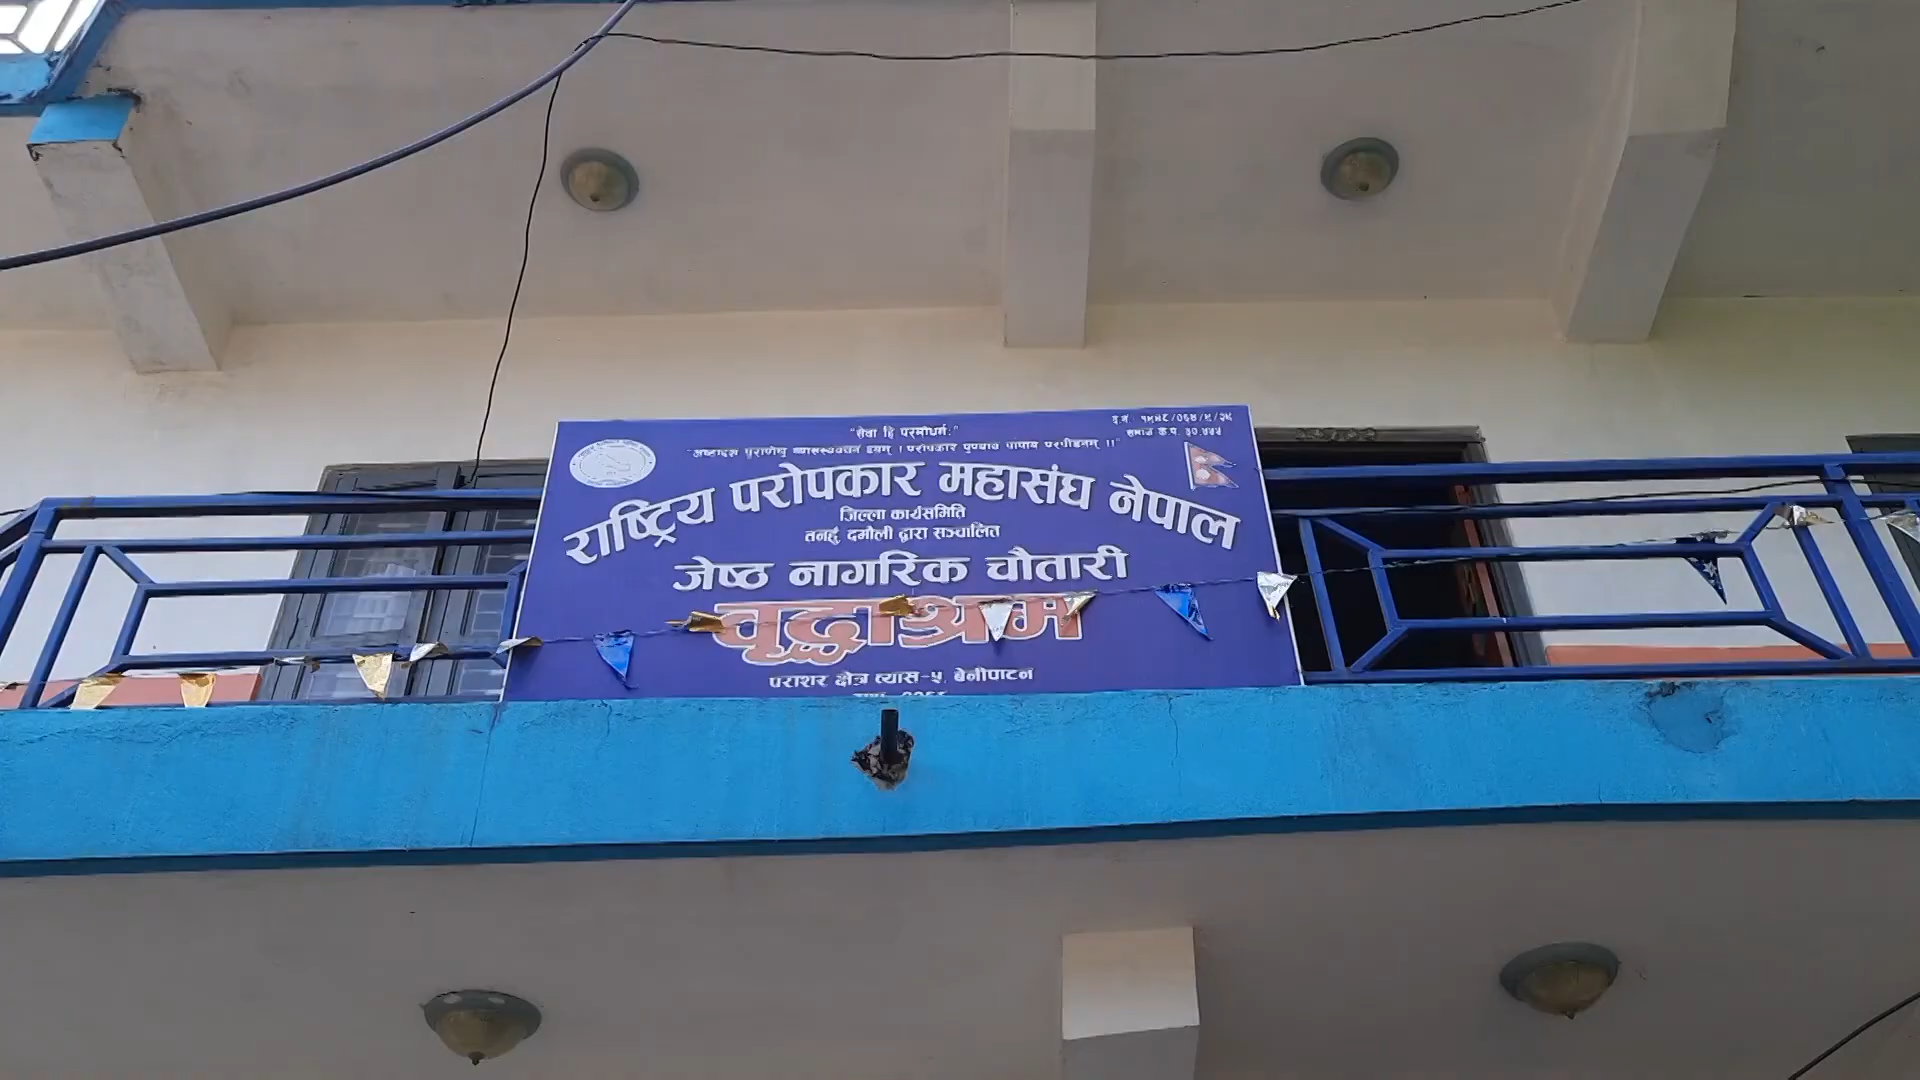 "सेवा हि परमोधर्म:"
राष्ट्रिय परोपकार महासंघ नेपाल
जिल्ला कार्यसमिति
तनहुँ दमौली द्वारा सञ्चालित
जेष्ठ नागरिक चौतारी
वृद्धाश्रम
पराशर क्षेत्र व्यास-५, बेनीपाटन